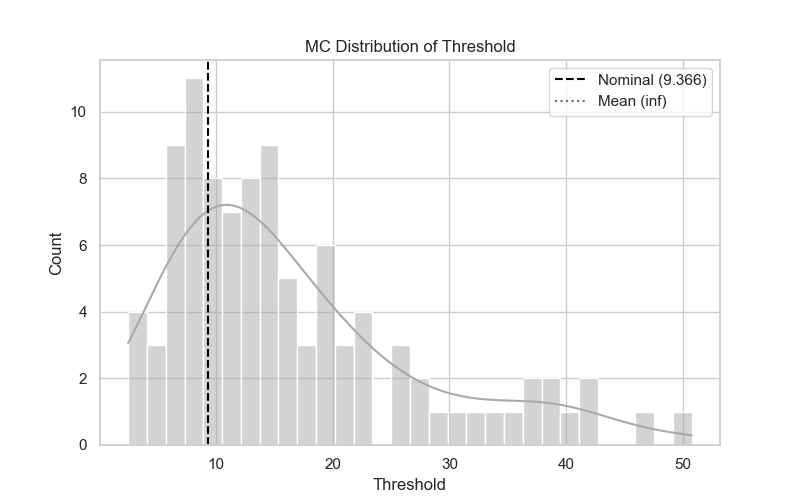 MC Distribution of Threshold
Nominal (9.366)
Mean (inf)
10
8
6
4
2
0
Count
10 20 30 40 50
Threshold